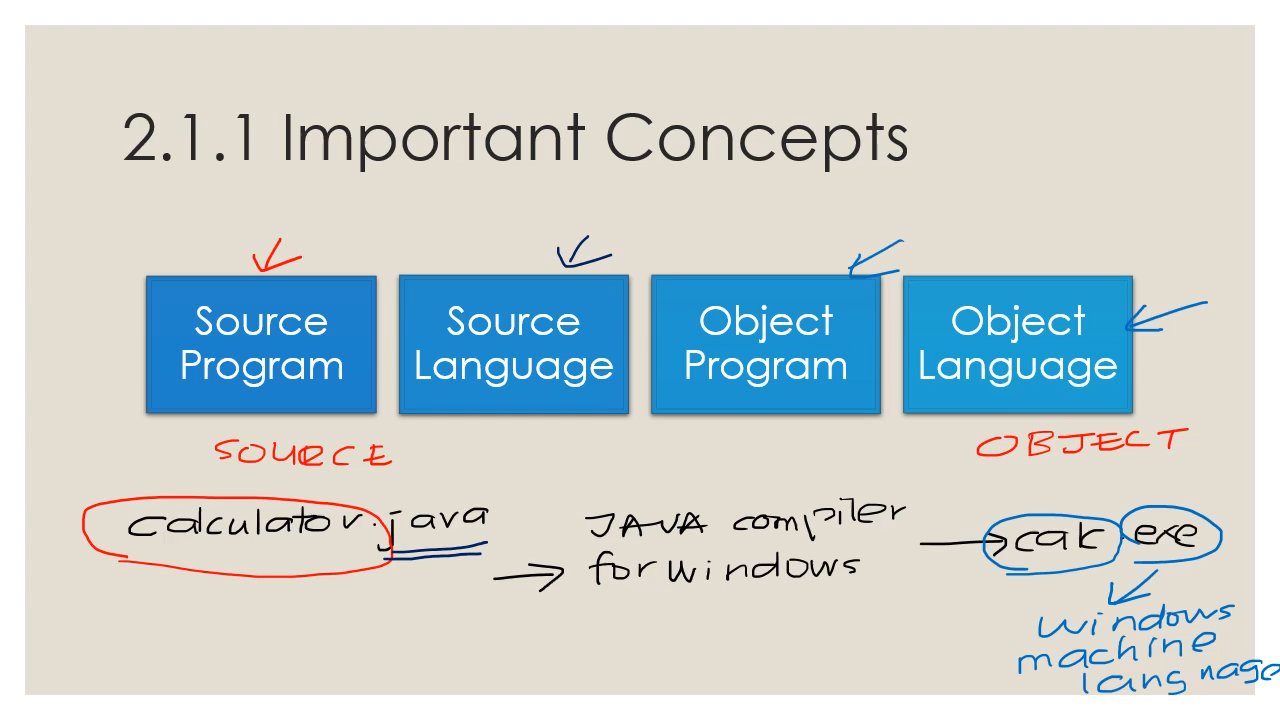 2.1.1 Important Concepts
Source Program
Source Language
Object Program
Object Language
SOURCE
OBJECT
calculator.java
JAVA compiler
for windows
calc.exe
windows
machine
langnage